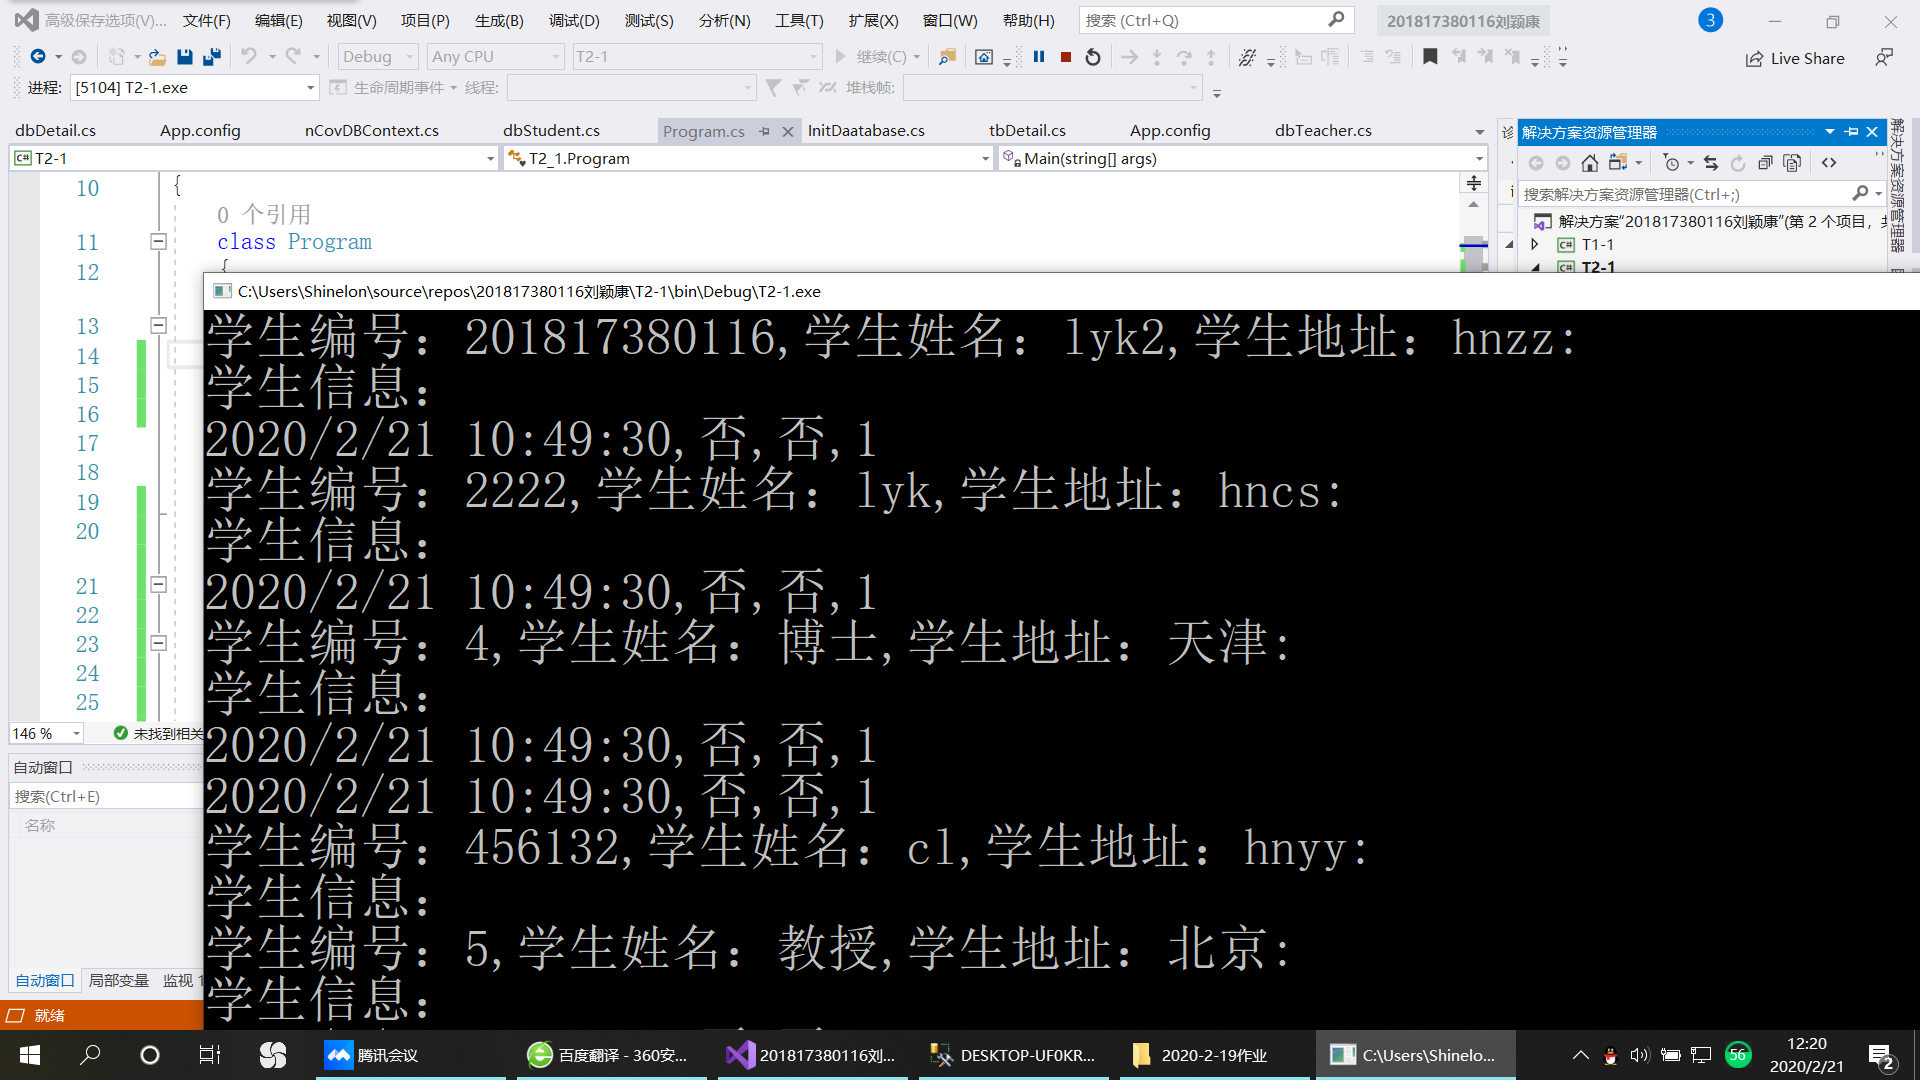 高级保存选项(V)...
文件(F) 编辑(E) 视图(V) 项目(P) 生成(B) 调试(D) 测试(S) 分析(N) 工具(T) 扩展(X) 窗口(W) 帮助(H) 搜索 (Ctrl+Q) 201817380116刘颖康 3
Debug Any CPU T2-1 继续(C) Live Share
进程: [5104] T2-1.exe 生命周期事件 线程: 堆栈帧:
dbDetail.cs App.config nCovDBContext.cs dbStudent.cs Program.cs InitDaatabase.cs tbDetail.cs App.config dbTeacher.cs
C# T2-1 T2_1.Program Main(string[] args)
解决方案资源管理器
搜索解决方案资源管理器(Ctrl+;)
解决方案"201817380116刘颖康"(第 2 个项目,
C# T1-1
C# T2-1
解决方案资源管理器
10 {
0 个引用
11 class Program
12 {
13
14
15
16
17
18
19
20
21
22
23
24
25
C:\Users\Shinelon\source\repos\201817380116刘颖康\T2-1\bin\Debug\T2-1.exe
学生编号：201817380116,学生姓名：lyk2,学生地址：hnzz:
学生信息：
2020/2/21 10:49:30,否,否,1
学生编号：2222,学生姓名：lyk,学生地址：hncs:
学生信息：
2020/2/21 10:49:30,否,否,1
学生编号：4,学生姓名：博士,学生地址：天津:
学生信息：
2020/2/21 10:49:30,否,否,1
2020/2/21 10:49:30,否,否,1
学生编号：456132,学生姓名：cl,学生地址：hnyy:
学生信息：
学生编号：5,学生姓名：教授,学生地址：北京:
学生信息：
146 % 未找到相关
自动窗口
搜索(Ctrl+E)
名称
自动窗口 局部变量 监视 1
就绪
腾讯会议 百度翻译 - 360安... 201817380116刘... DESKTOP-UF0KR... 2020-2-19作业 C:\Users\Shinelo... 56 12:20
2020/2/21 2